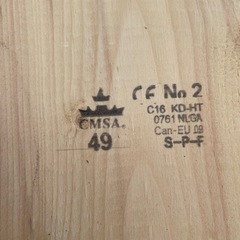 CE No 2
CMSA.
49
C16 KD-HT
0761 NLGA
Can-EU 09
S-P-F